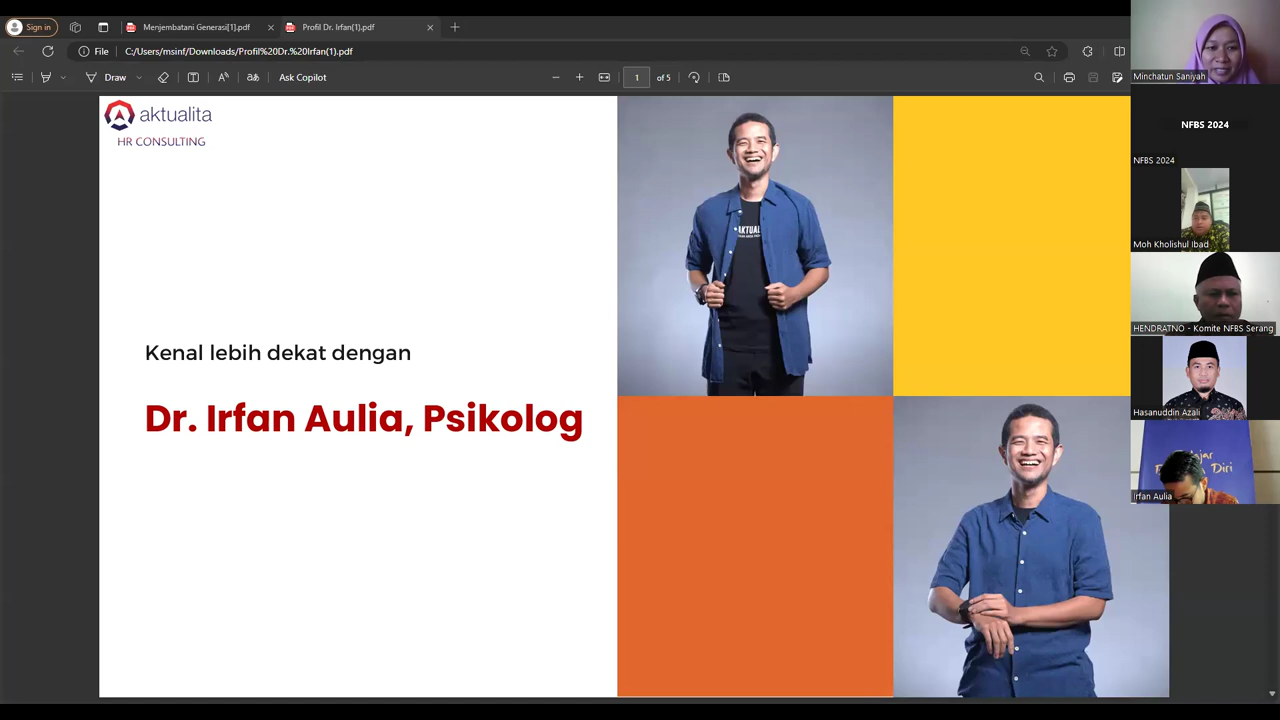 Sign in
Menjembatani Generasi[1].pdf
Profil Dr. Irfan(1).pdf
File
C:/Users/msinf/Downloads/Profil%20Dr.%20Irfan(1).pdf
Draw
Ask Copilot
1
of 5
aktualita
HR CONSULTING
Kenal lebih dekat dengan
Dr. Irfan Aulia, Psikolog
Minchatun Saniyah
NFBS 2024
NFBS 2024
Moh Kholishul Ibad
HENDRATNO - Komite NFBS Serang
Hasanuddin Azali
Diri
Irfan Aulia